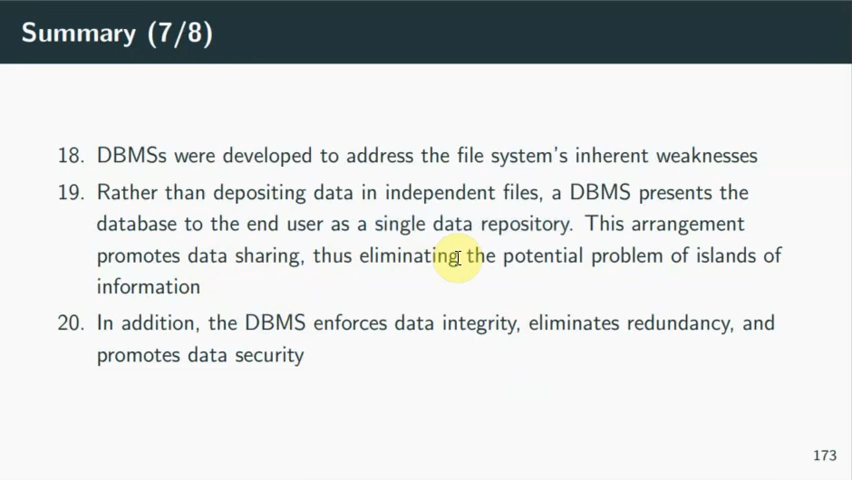 Summary (7/8)
18. DBMSs were developed to address the file system's inherent weaknesses
19. Rather than depositing data in independent files, a DBMS presents the
database to the end user as a single data repository. This arrangement
promotes data sharing, thus eliminating the potential problem of islands of
information
20. In addition, the DBMS enforces data integrity, eliminates redundancy, and
promotes data security
173